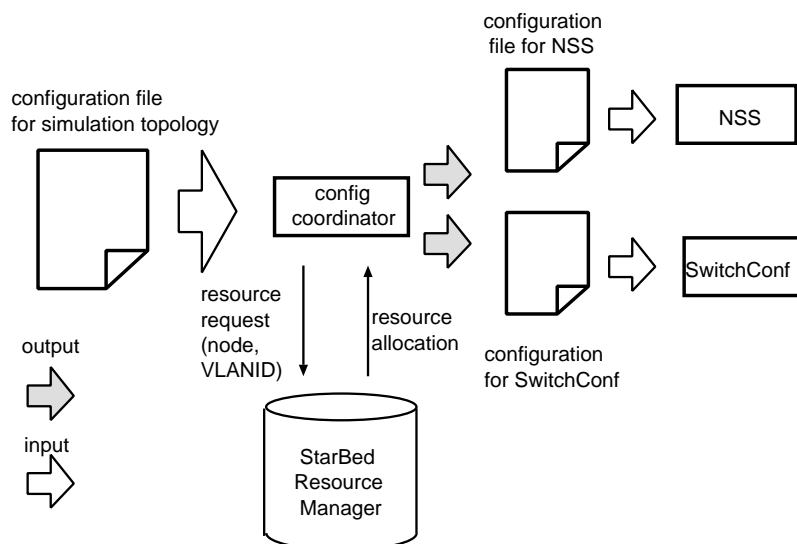 configuration
file for NSS
configuration file
for simulation topology
NSS
config
coordinator
SwitchConf
resource
request
(node,
VLANID)
resource
allocation
configuration
for SwitchConf
output
input
StarBed
Resource
Manager